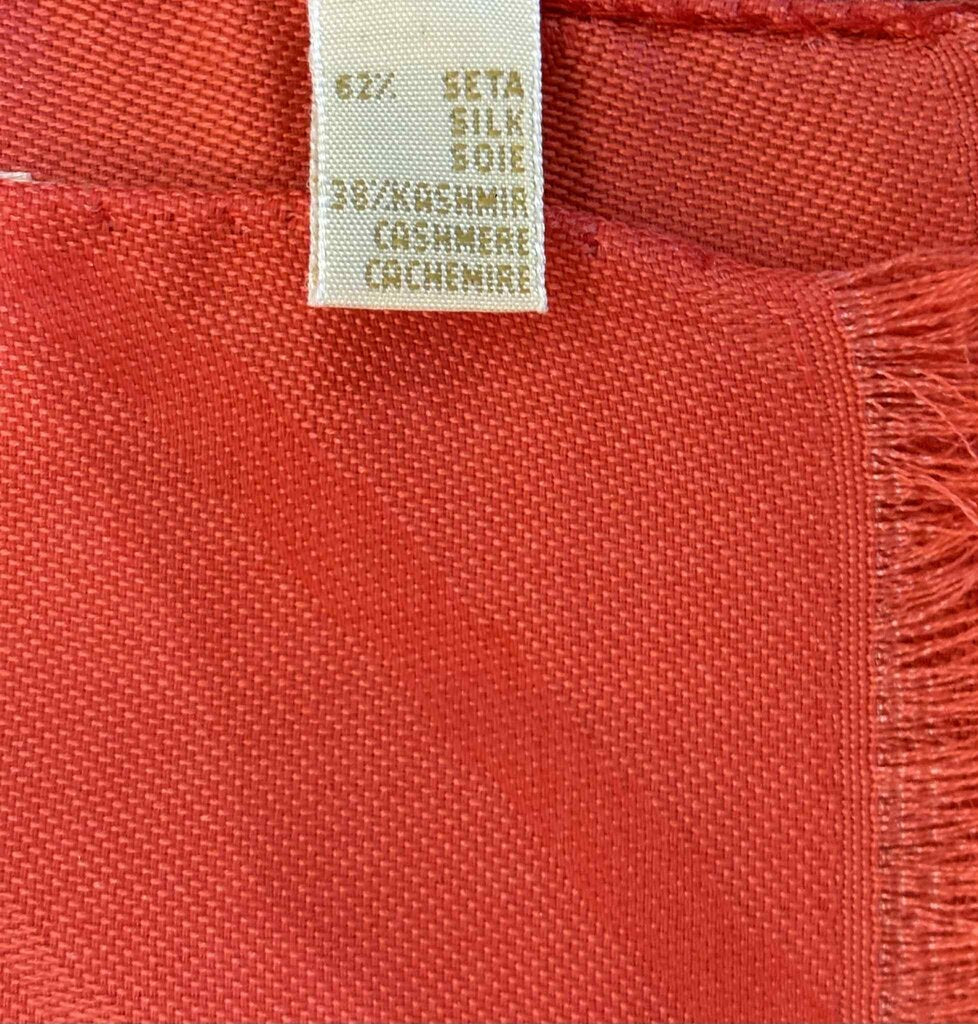 62% SETA
SILK
SOIE
38%KASHMIR
CASHMERE
CACHEMIRE